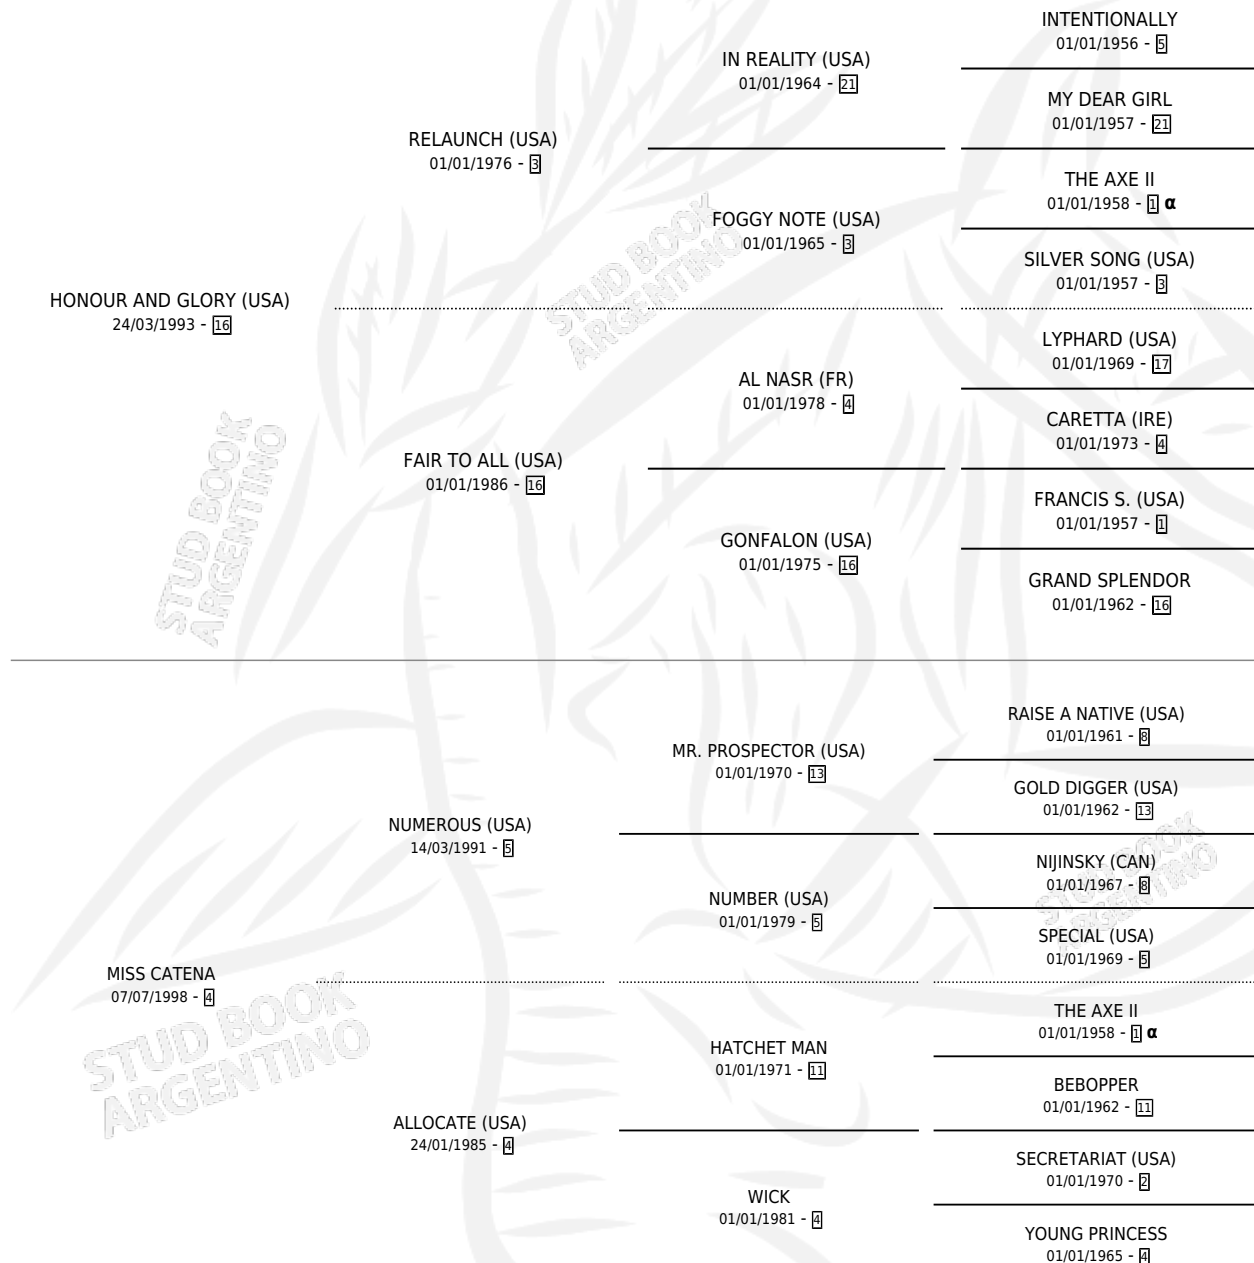 INTENTIONALLY
01/01/1956 - 5
IN REALITY (USA)
01/01/1964 - 21
MY DEAR GIRL
01/01/1957 - 21
RELAUNCH (USA)
01/01/1976 - 3
THE AXE II
01/01/1958 - 1 α
FOGGY NOTE (USA)
01/01/1965 - 3
SILVER SONG (USA)
01/01/1957 - 3
HONOUR AND GLORY (USA)
24/03/1993 - 16
LYPHARD (USA)
01/01/1969 - 17
AL NASR (FR)
01/01/1978 - 4
CARETTA (IRE)
01/01/1973 - 4
FAIR TO ALL (USA)
01/01/1986 - 16
FRANCIS S. (USA)
01/01/1957 - 1
GONFALON (USA)
01/01/1975 - 16
GRAND SPLENDOR
01/01/1962 - 16
RAISE A NATIVE (USA)
01/01/1961 - 8
MR. PROSPECTOR (USA)
01/01/1970 - 13
GOLD DIGGER (USA)
01/01/1962 - 13
NUMEROUS (USA)
14/03/1991 - 5
NIJINSKY (CAN)
01/01/1967 - 8
NUMBER (USA)
01/01/1979 - 5
SPECIAL (USA)
01/01/1969 - 5
MISS CATENA
07/07/1998 - 4
THE AXE II
01/01/1958 - 1 α
HATCHET MAN
01/01/1971 - 11
BEBOPPER
01/01/1962 - 11
ALLOCATE (USA)
24/01/1985 - 4
SECRETARIAT (USA)
01/01/1970 - 2
WICK
01/01/1981 - 4
YOUNG PRINCESS
01/01/1965 - 4
STUD BOOK
ARGENTINO
STUD BOOK
ARGENTINO
STUD BOOK
ARGENTINO
STUD BOOK
ARGENTINO